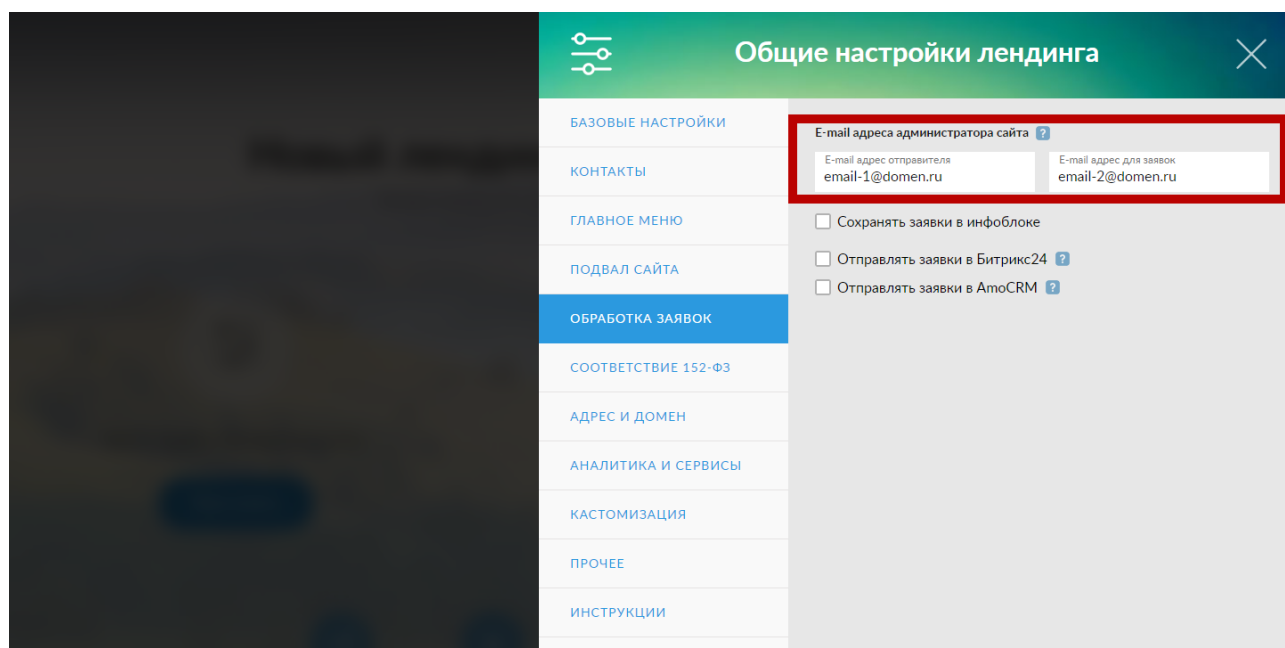 Общие настройки лендинга
БАЗОВЫЕ НАСТРОЙКИ
КОНТАКТЫ
ГЛАВНОЕ МЕНЮ
ПОДВАЛ САЙТА
ОБРАБОТКА ЗАЯВОК
СООТВЕТСТВИЕ 152-ФЗ
АДРЕС И ДОМЕН
АНАЛИТИКА И СЕРВИСЫ
КАСТОМИЗАЦИЯ
ПРОЧЕЕ
ИНСТРУКЦИИ
E-mail адреса администратора сайта ?
E-mail адрес отправителя
email-1@domen.ru
E-mail адрес для заявок
email-2@domen.ru
Сохранять заявки в инфоблоке
Отправлять заявки в Битрикс24 ?
Отправлять заявки в AmoCRM ?